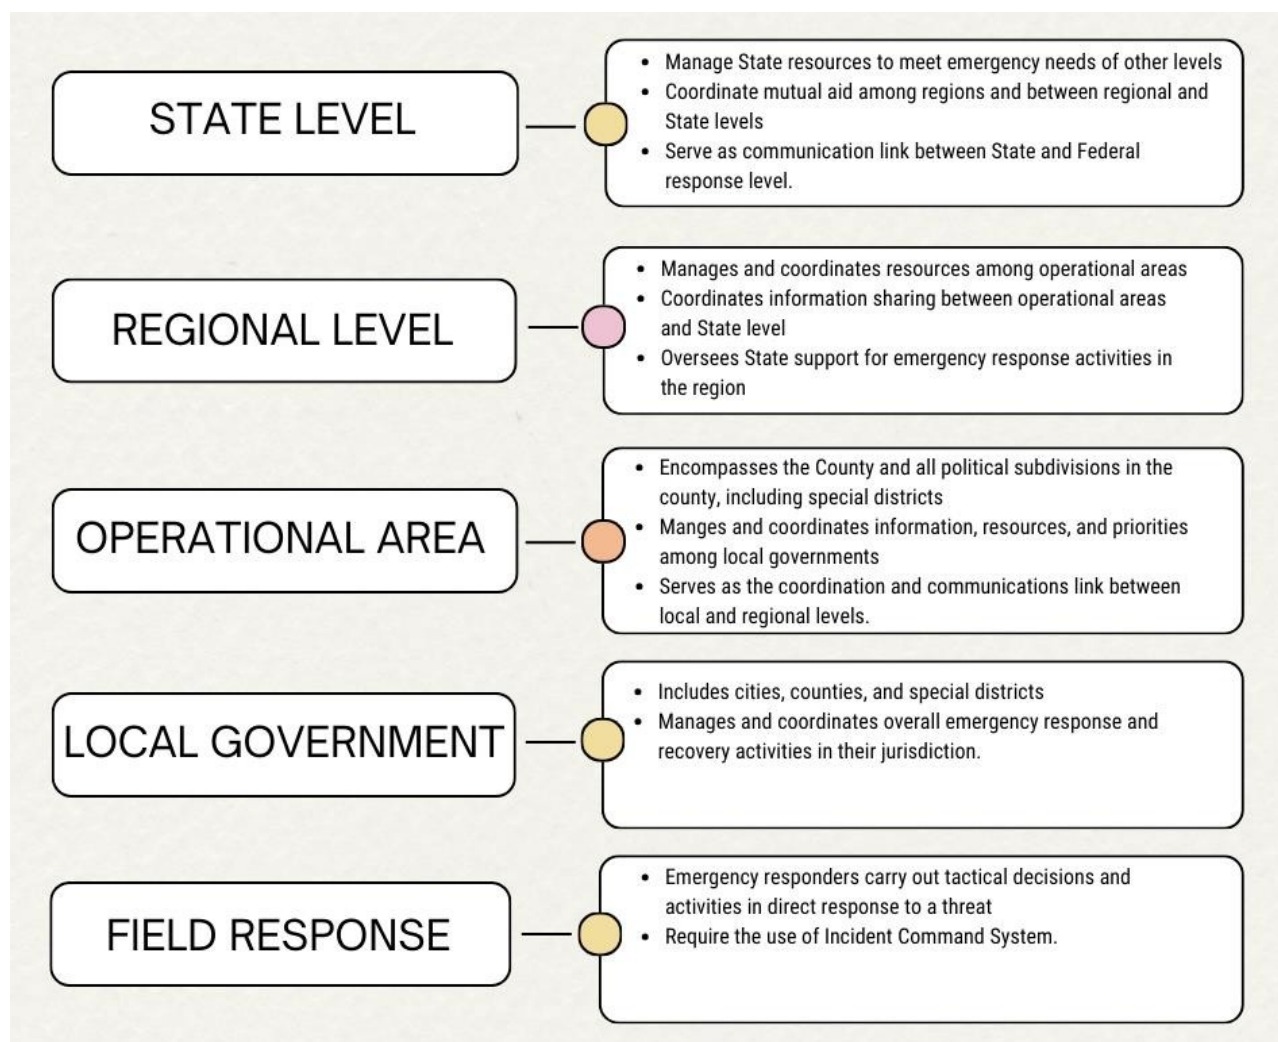 STATE LEVEL
• Manage State resources to meet emergency needs of other levels
• Coordinate mutual aid among regions and between regional and
State levels
• Serve as communication link between State and Federal
response level.
REGIONAL LEVEL
• Manages and coordinates resources among operational areas
• Coordinates information sharing between operational areas
and State level
• Oversees State support for emergency response activities in
the region
OPERATIONAL AREA
• Encompasses the County and all political subdivisions in the
county, including special districts
• Manges and coordinates information, resources, and priorities
among local governments
• Serves as the coordination and communications link between
local and regional levels.
LOCAL GOVERNMENT
• Includes cities, counties, and special districts
• Manages and coordinates overall emergency response and
recovery activities in their jurisdiction.
FIELD RESPONSE
• Emergency responders carry out tactical decisions and
activities in direct response to a threat
• Require the use of Incident Command System.